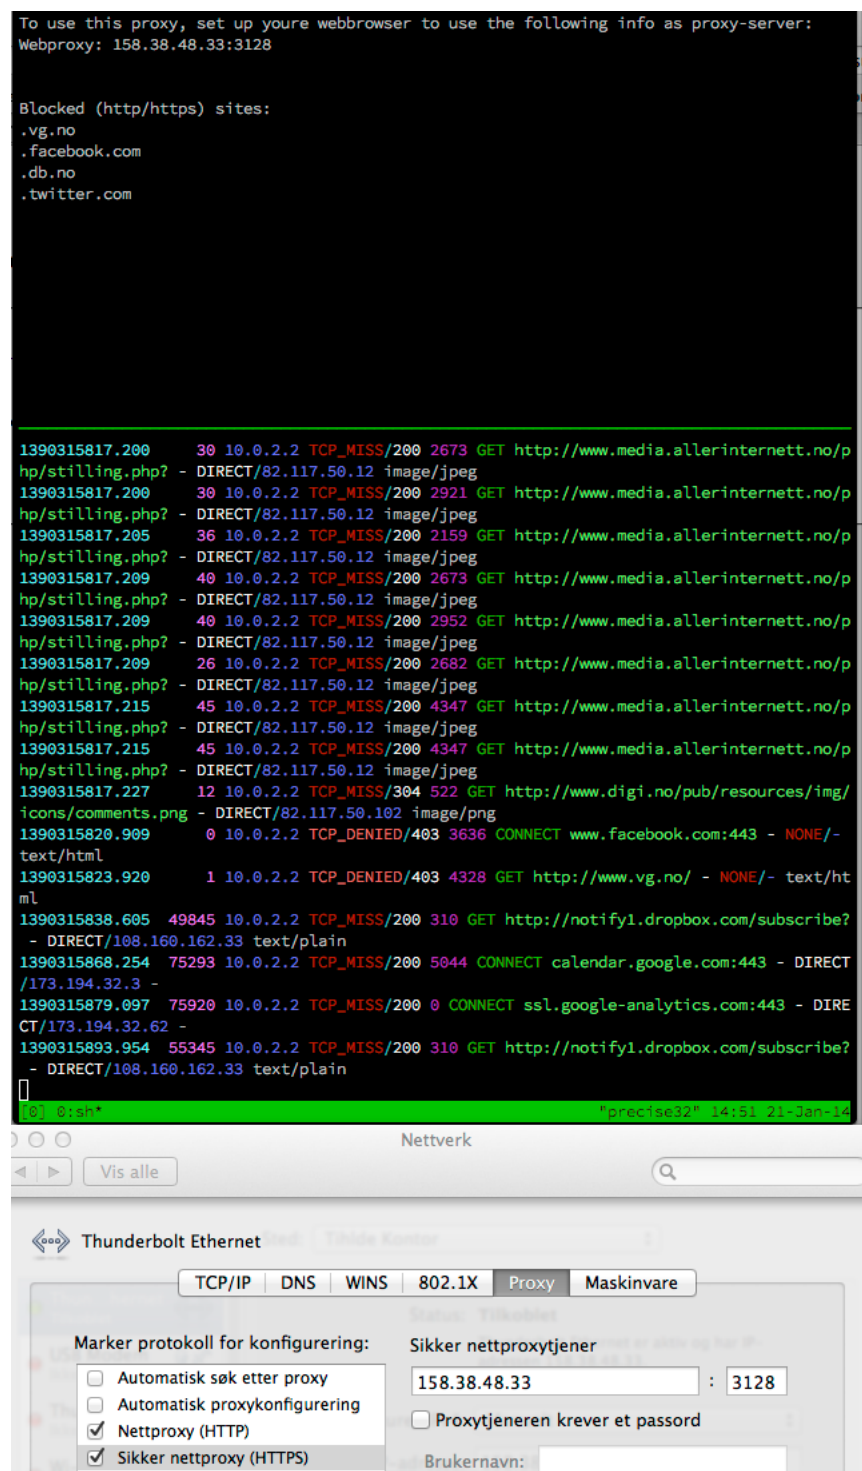 To use this proxy, set up youre webbrowser to use the following info as proxy-server:
Webproxy: 158.38.48.33:3128
Blocked (http/https) sites:
.vg.no
.facebook.com
.db.no
.twitter.com
1390315817.200     30 10.0.2.2 TCP_MISS/200 2673 GET http://www.media.allerinternett.no/p
hp/stilling.php? - DIRECT/82.117.50.12 image/jpeg
1390315817.200     30 10.0.2.2 TCP_MISS/200 2921 GET http://www.media.allerinternett.no/p
hp/stilling.php? - DIRECT/82.117.50.12 image/jpeg
1390315817.205     36 10.0.2.2 TCP_MISS/200 2159 GET http://www.media.allerinternett.no/p
hp/stilling.php? - DIRECT/82.117.50.12 image/jpeg
1390315817.209     40 10.0.2.2 TCP_MISS/200 2673 GET http://www.media.allerinternett.no/p
hp/stilling.php? - DIRECT/82.117.50.12 image/jpeg
1390315817.209     40 10.0.2.2 TCP_MISS/200 2952 GET http://www.media.allerinternett.no/p
hp/stilling.php? - DIRECT/82.117.50.12 image/jpeg
1390315817.209     26 10.0.2.2 TCP_MISS/200 2682 GET http://www.media.allerinternett.no/p
hp/stilling.php? - DIRECT/82.117.50.12 image/jpeg
1390315817.215     45 10.0.2.2 TCP_MISS/200 4347 GET http://www.media.allerinternett.no/p
hp/stilling.php? - DIRECT/82.117.50.12 image/jpeg
1390315817.215     45 10.0.2.2 TCP_MISS/200 4347 GET http://www.media.allerinternett.no/p
hp/stilling.php? - DIRECT/82.117.50.12 image/jpeg
1390315817.227     12 10.0.2.2 TCP_MISS/304 522 GET http://www.digi.no/pub/resources/img/
icons/comments.png - DIRECT/82.117.50.102 image/png
1390315820.909      0 10.0.2.2 TCP_DENIED/403 3636 CONNECT www.facebook.com:443 - NONE/-
text/html
1390315823.920      1 10.0.2.2 TCP_DENIED/403 4328 GET http://www.vg.no/ - NONE/- text/ht
ml
1390315838.605  49845 10.0.2.2 TCP_MISS/200 310 GET http://notify1.dropbox.com/subscribe?
 - DIRECT/108.160.162.33 text/plain
1390315868.254  75293 10.0.2.2 TCP_MISS/200 5044 CONNECT calendar.google.com:443 - DIRECT
/173.194.32.3 -
1390315879.097  75920 10.0.2.2 TCP_MISS/200 0 CONNECT ssl.google-analytics.com:443 - DIRE
CT/173.194.32.62 -
1390315893.954  55345 10.0.2.2 TCP_MISS/200 310 GET http://notify1.dropbox.com/subscribe?
 - DIRECT/108.160.162.33 text/plain
[0] 0:sh* "precise32" 14:51 21-Jan-14
Nettverk
Vis alle
Thunderbolt Ethernet
Sted: Tihlde Kontor
TCP/IP DNS WINS 802.1X Proxy Maskinvare
Status: Tilkoblet
Marker protokoll for konfigurering:
Sikker nettproxytjener
Automatisk søk etter proxy
158.38.48.33 : 3128
Automatisk proxykonfigurering
Nettproxy (HTTP)
Proxytjeneren krever et passord
Sikker nettproxy (HTTPS)
Brukernavn: